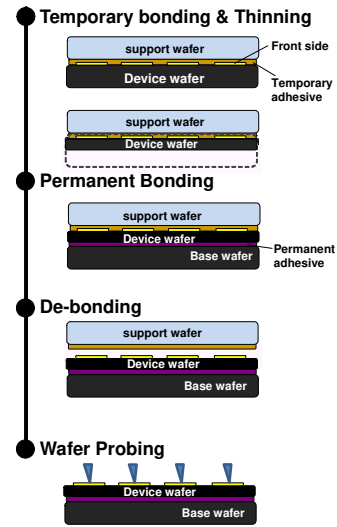 Temporary bonding & Thinning
support wafer
Front side
Device wafer
Temporary
adhesive
support wafer
Device wafer
Permanent Bonding
support wafer
Device wafer
Base wafer
Permanent
adhesive
De-bonding
support wafer
Device wafer
Base wafer
Wafer Probing
Device wafer
Base wafer